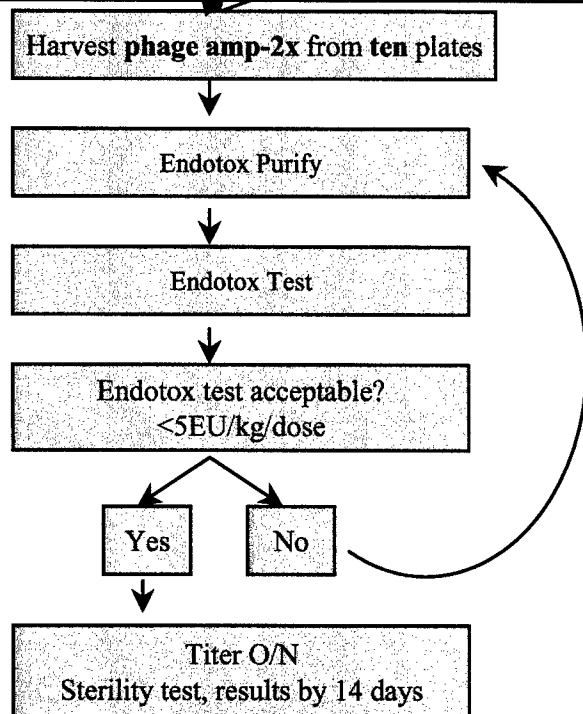 Harvest phage amp-2x from ten plates
Endotox Purify
Endotox Test
Endotox test acceptable?
<5EU/kg/dose
Yes
No
Titer O/N
Sterility test, results by 14 days